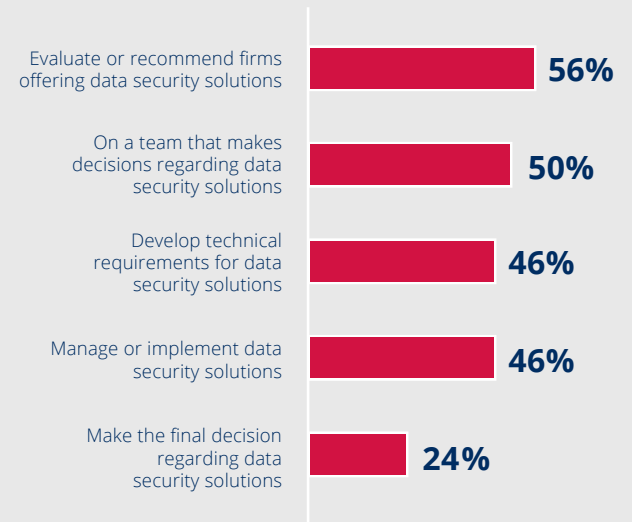 Evaluate or recommend firms
offering data security solutions
56%
On a team that makes
decisions regarding data
security solutions
50%
Develop technical
requirements for data
security solutions
46%
Manage or implement data
security solutions
46%
Make the final decision
regarding data
security solutions
24%